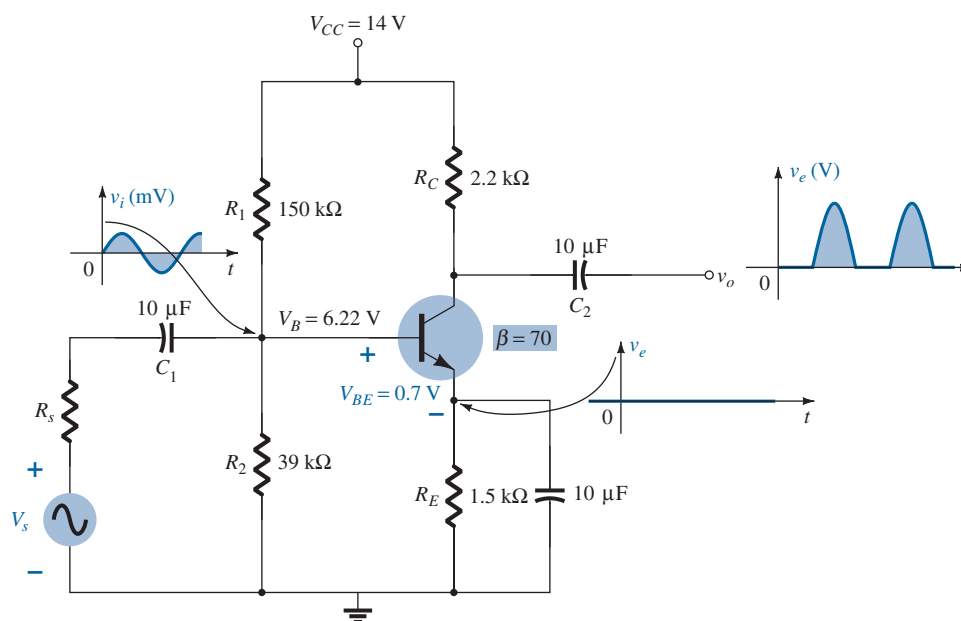 V_CC = 14 V
R_C
2.2 kΩ
v_e (V)
0
v_i (mV)
0
t
R_1
150 kΩ
10 μF
C_2
v_o
10 μF
C_1
V_B = 6.22 V
+
β = 70
V_BE = 0.7 V
−
v_e
0
t
R_s
+
V_s
−
R_2
39 kΩ
R_E
1.5 kΩ
10 μF